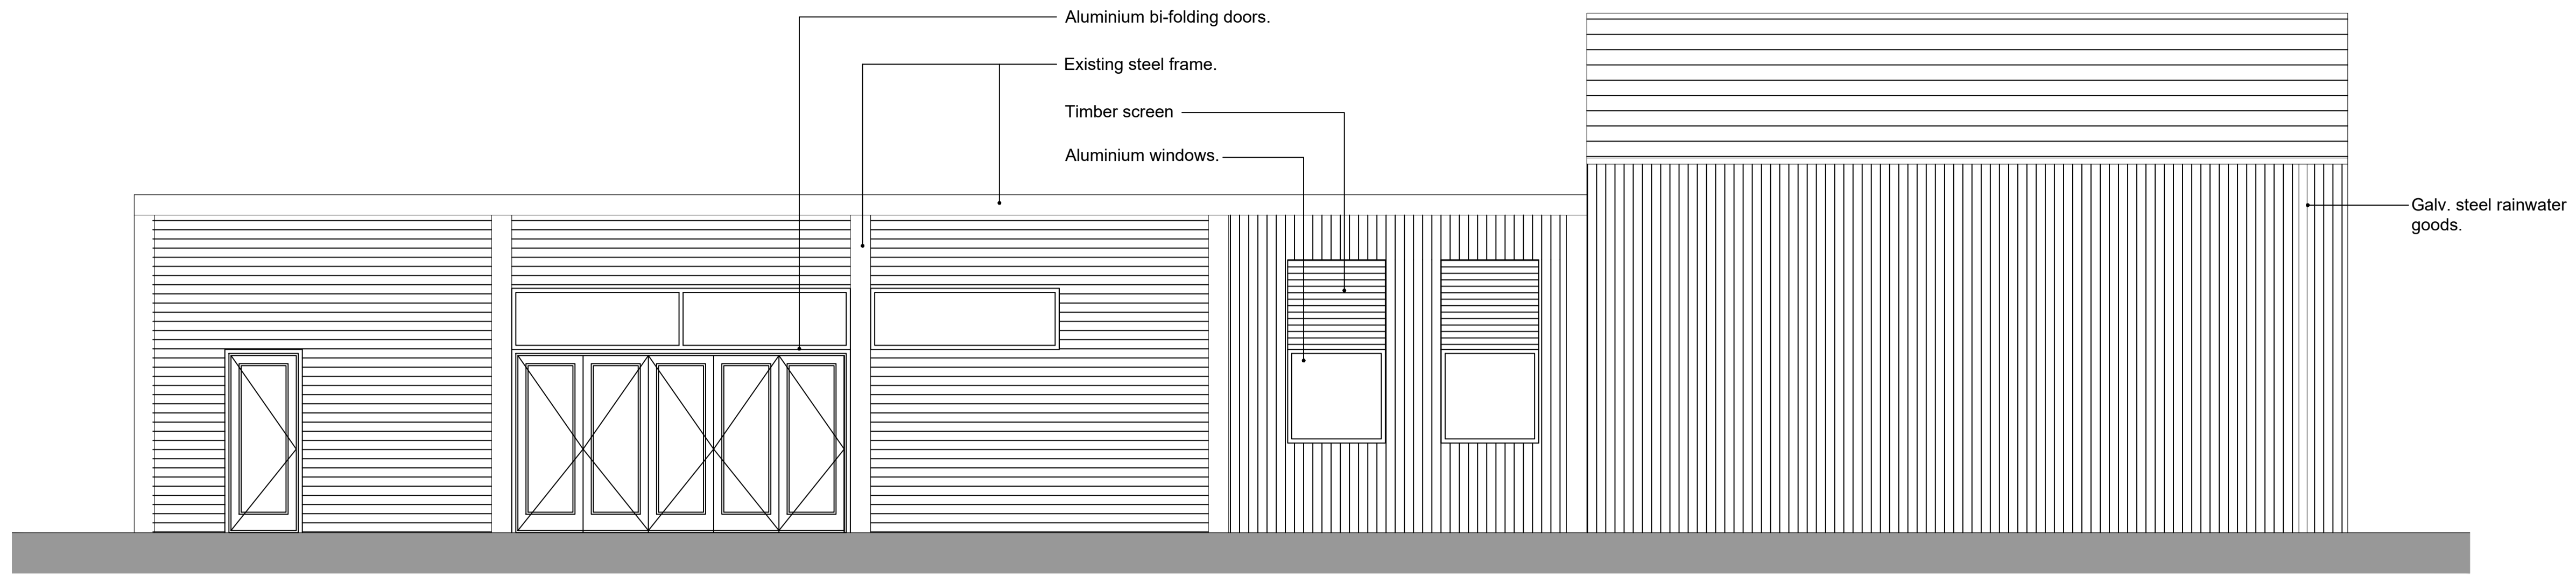 Aluminium bi-folding doors.
Existing steel frame.
Timber screen
Aluminium windows.
Galv. steel rainwater
goods.